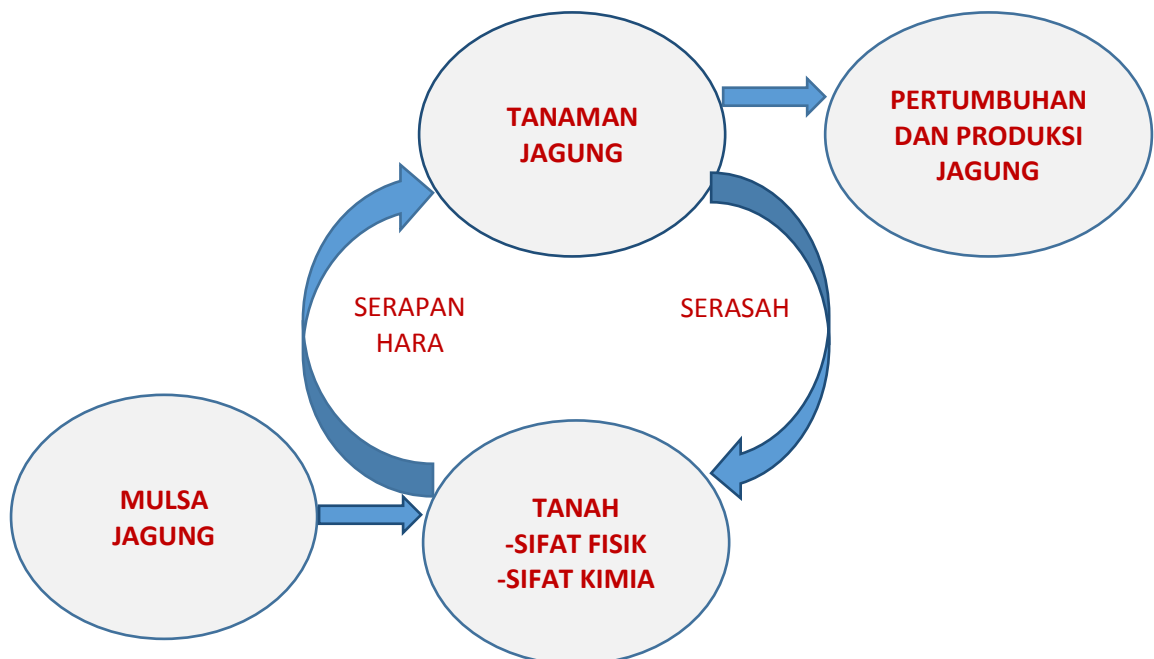 TANAMAN
JAGUNG
PERTUMBUHAN
DAN PRODUKSI
JAGUNG
SERAPAN
HARA
SERASAH
MULSA
JAGUNG
TANAH
-SIFAT FISIK
-SIFAT KIMIA